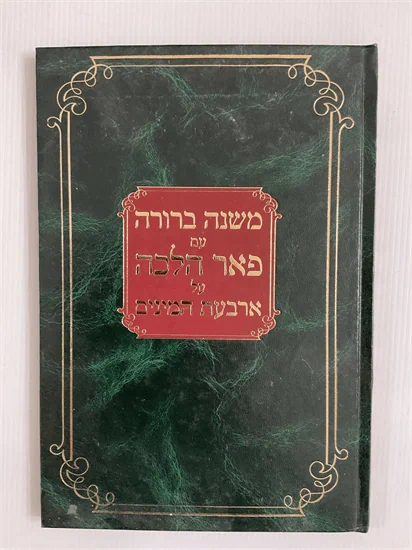 משנה ברורה
עם
פאר הלכה
על
ארבעת המינים